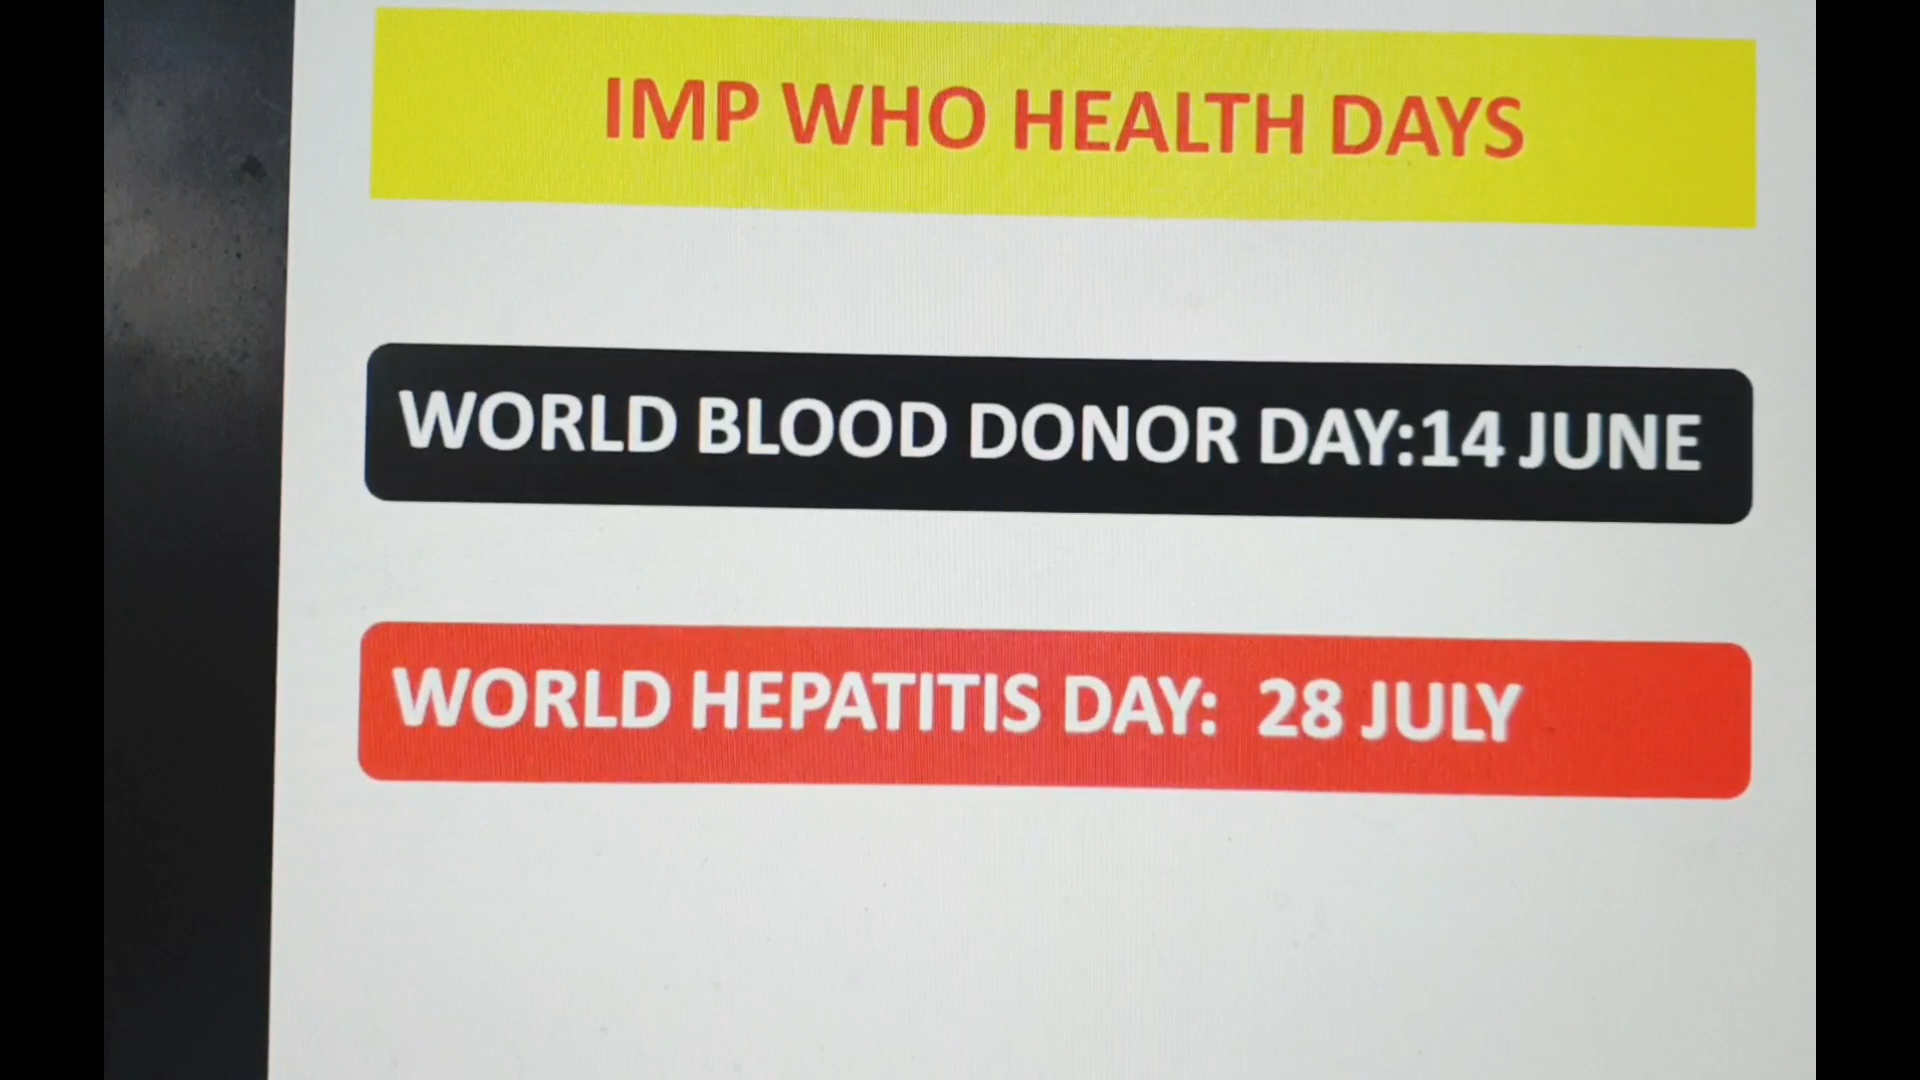 IMP WHO HEALTH DAYS
WORLD BLOOD DONOR DAY:14 JUNE
WORLD HEPATITIS DAY: 28 JULY